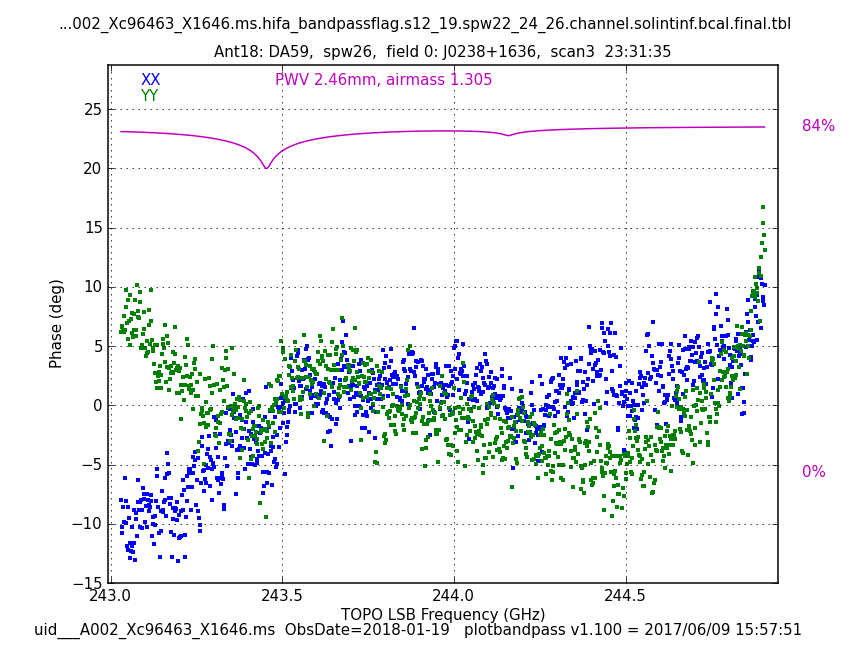 ...002_Xc96463_X1646.ms.hifa_bandpassflag.s12_19.spw22_24_26.channel.solintinf.bcal.final.tbl
Ant18: DA59, spw26, field 0: J0238+1636, scan3 23:31:35
XX
PWV 2.46mm, airmass 1.305
YY
25
84%
20
15
10
5
0
−5
0%
−10
−15
Phase (deg)
243.0 243.5 244.0 244.5
TOPO LSB Frequency (GHz)
uid___A002_Xc96463_X1646.ms ObsDate=2018-01-19 plotbandpass v1.100 = 2017/06/09 15:57:51